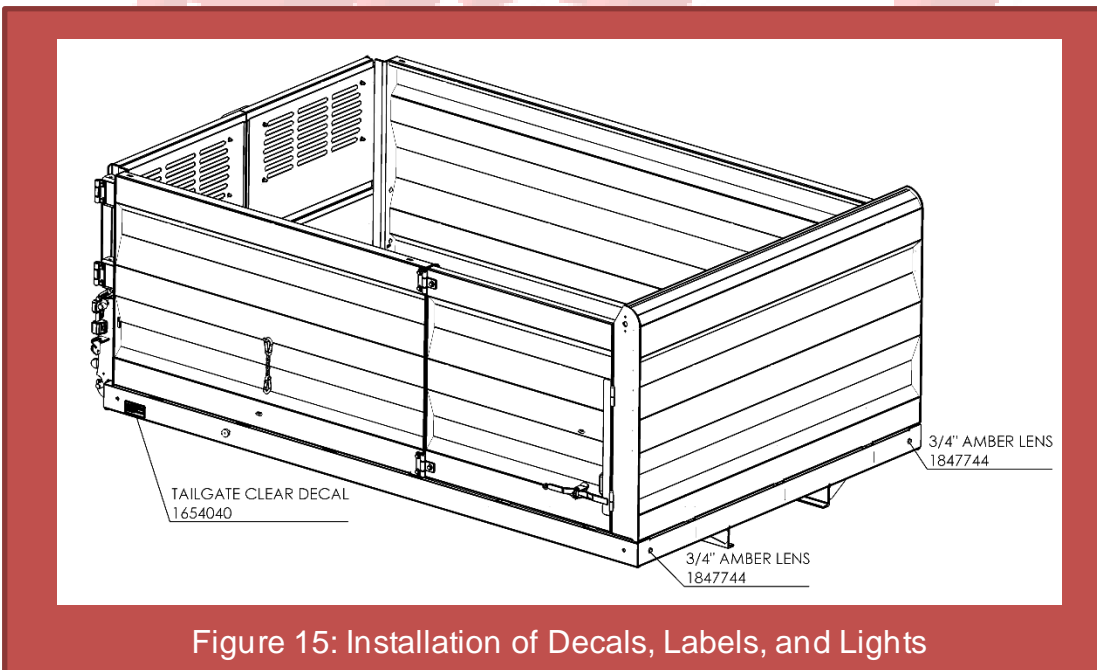 3/4" AMBER LENS
1847744
TAILGATE CLEAR DECAL
1654040
3/4" AMBER LENS
1847744
Figure 15: Installation of Decals, Labels, and Lights